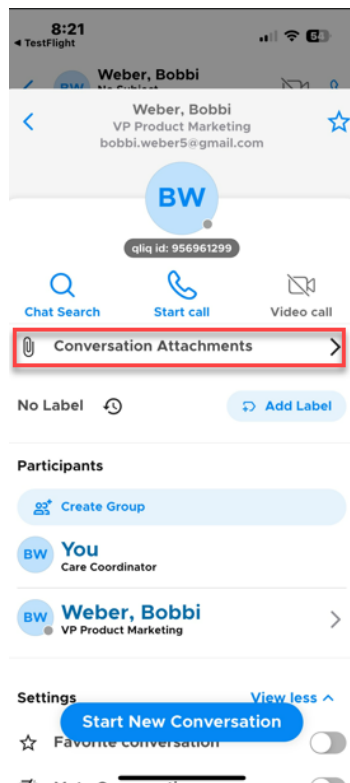 8:21
◀ TestFlight
Weber, Bobbi
Weber, Bobbi
VP Product Marketing
bobbi.weber5@gmail.com
BW
qliq id: 956961299
Chat Search
Start call
Video call
Conversation Attachments
No Label
Add Label
Participants
Create Group
BW
You
Care Coordinator
BW
Weber, Bobbi
VP Product Marketing
Settings
View less
Start New Conversation
Favorite conversation